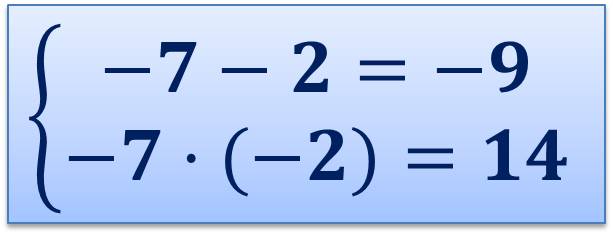 −7 − 2 = −9
−7 · (−2) = 14